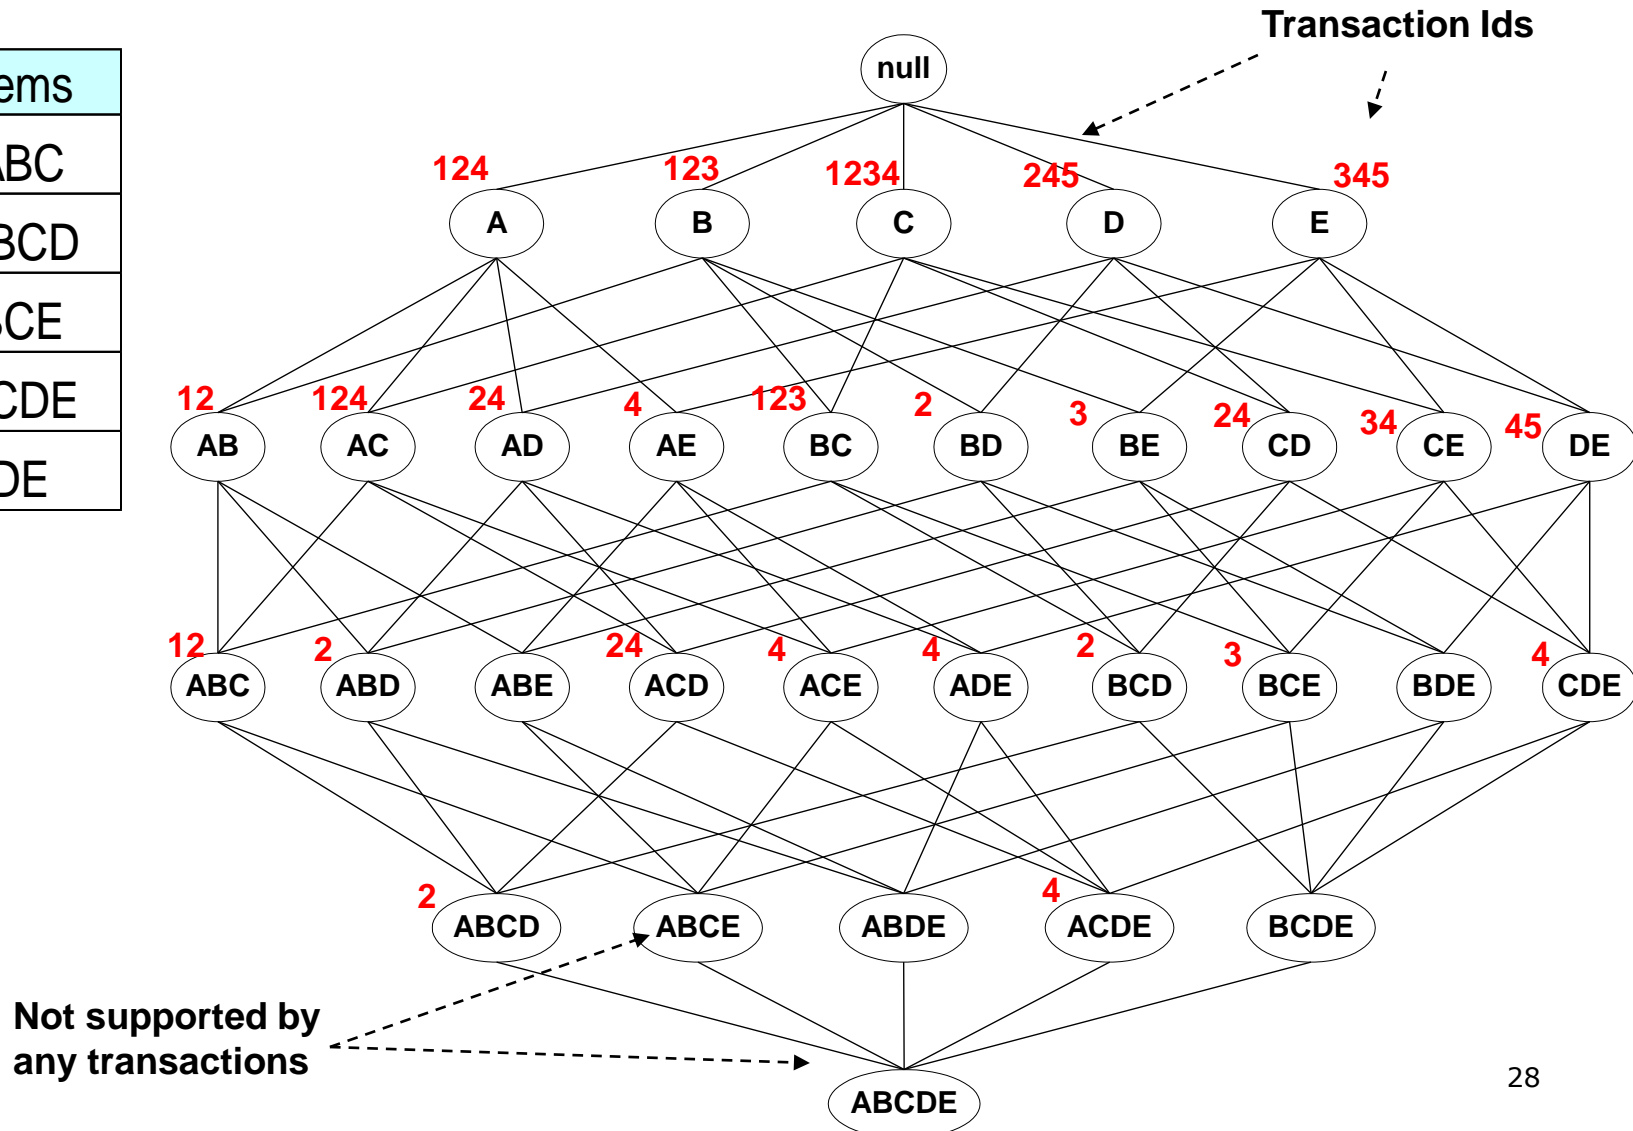 Transaction Ids
null
ems
ABC
BCD
BCE
CDE
DE
124 123 1234 245 345
A B C D E
12 124 24 4 123 2 3 24 34 45
AB AC AD AE BC BD BE CD CE DE
12 2 24 4 4 2 3 4
ABC ABD ABE ACD ACE ADE BCD BCE BDE CDE
2 4
ABCD ABCE ABDE ACDE BCDE
Not supported by
any transactions
ABCDE
28